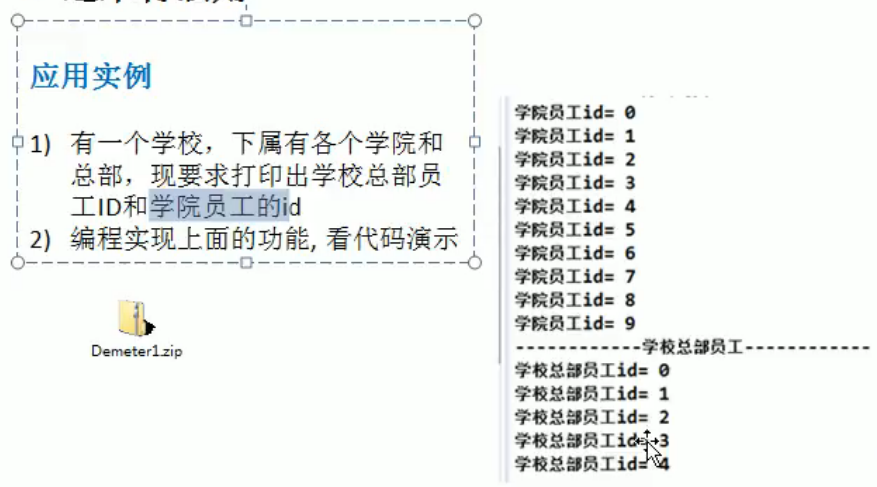 应用实例
1) 有一个学校，下属有各个学院和
总部，现要求打印出学校总部员
工ID和学院员工的id
2) 编程实现上面的功能, 看代码演示
Demeter1.zip
学院员工id= 0
学院员工id= 1
学院员工id= 2
学院员工id= 3
学院员工id= 4
学院员工id= 5
学院员工id= 6
学院员工id= 7
学院员工id= 8
学院员工id= 9
------------学校总部员工------------
学校总部员工id= 0
学校总部员工id= 1
学校总部员工id= 2
学校总部员工id= 3
学校总部员工id= 4